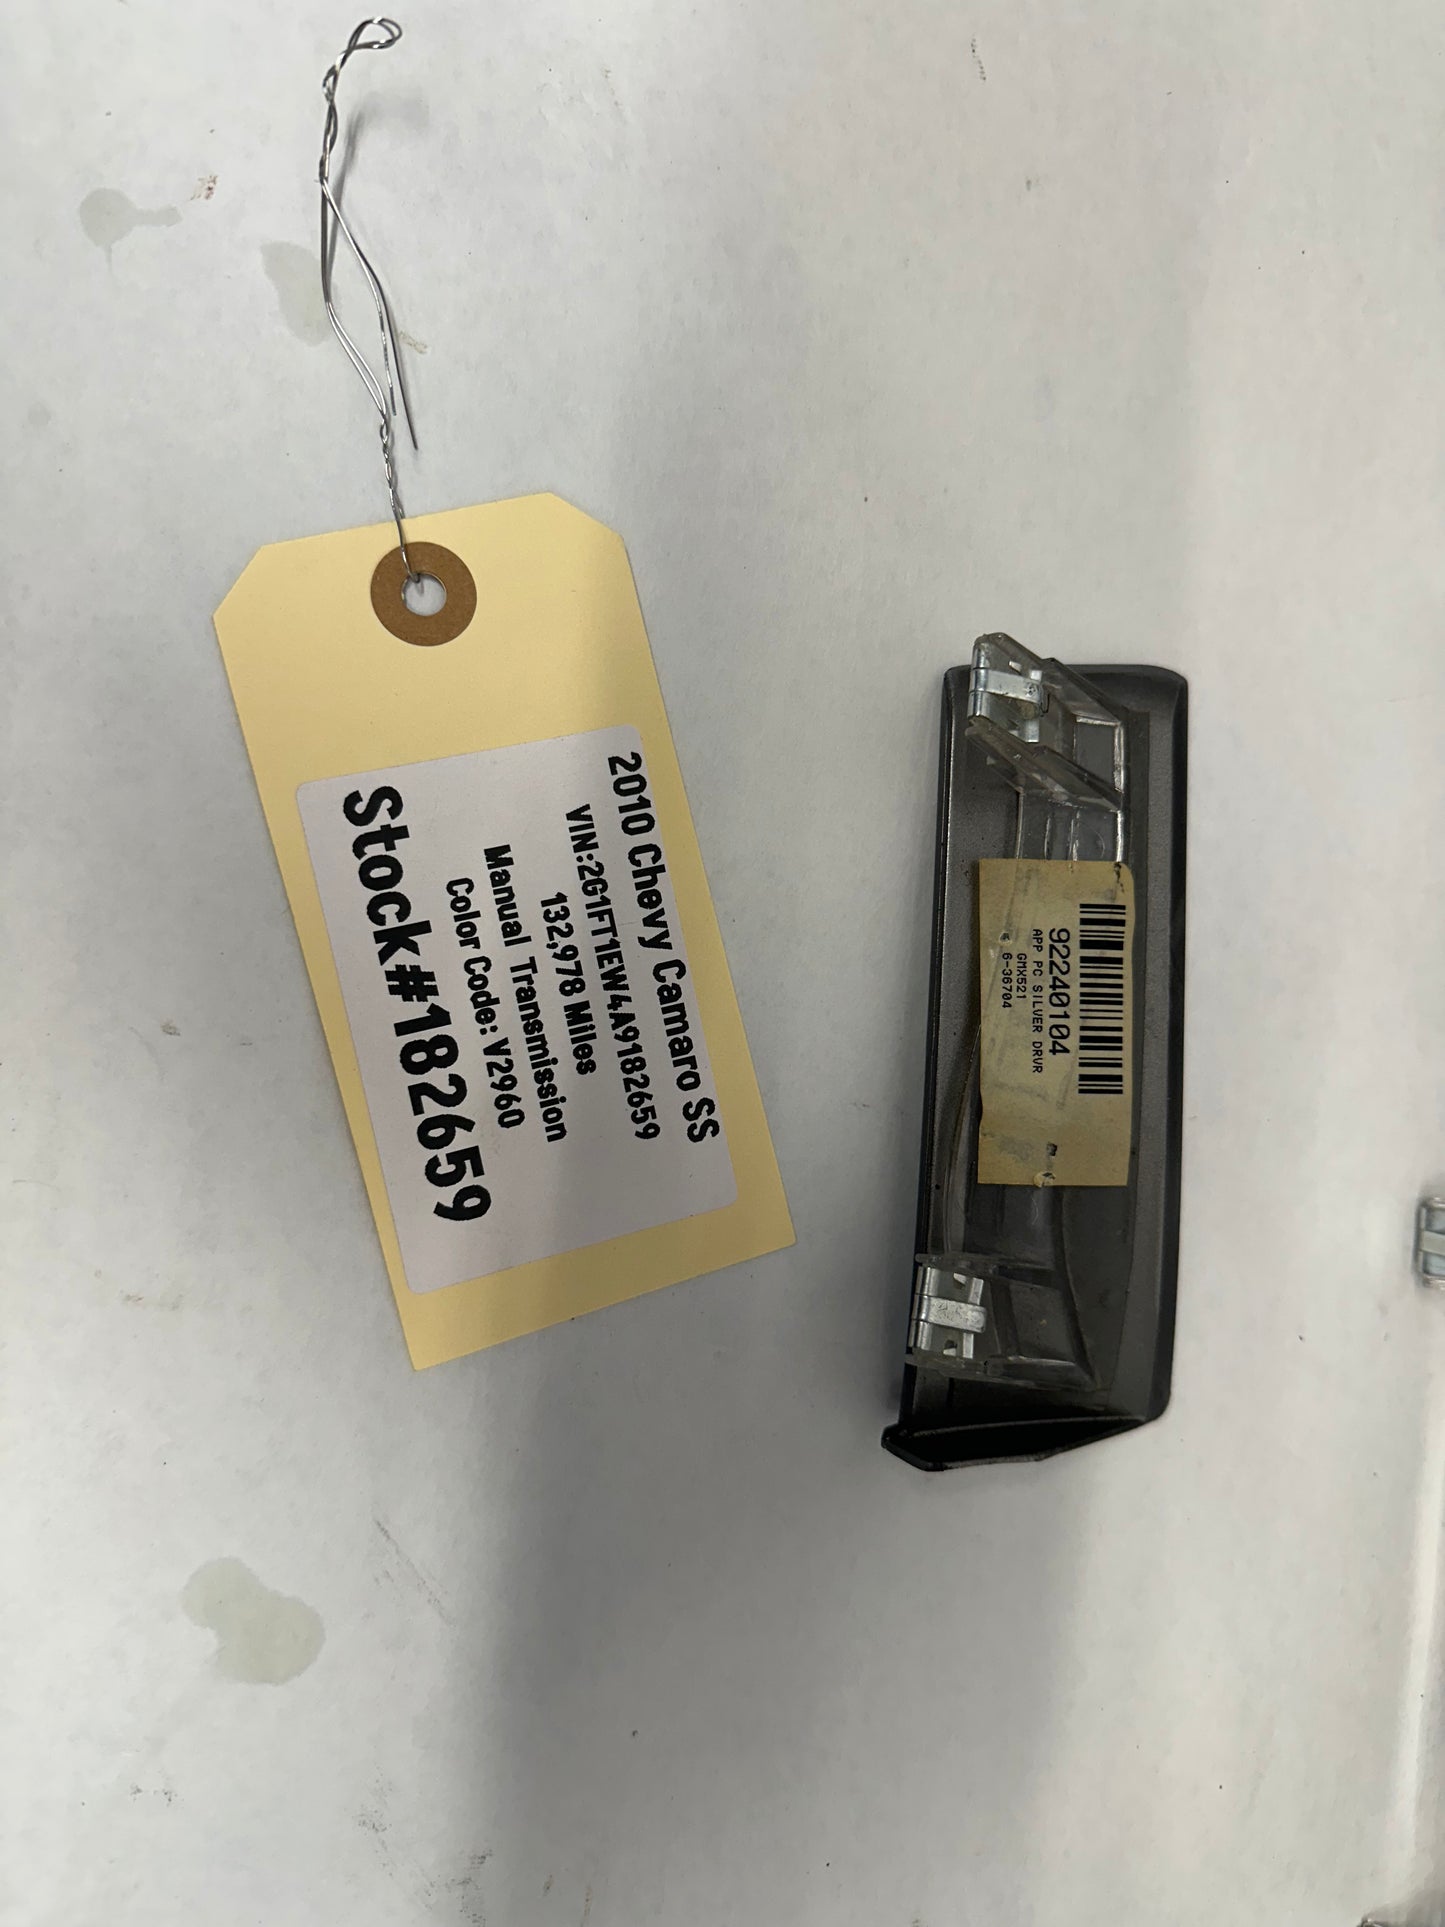 2010 Chevy Camaro SS
VIN:2G1FT1EW4A9182659
132,978 Miles
Manual Transmission
Color Code: V2960
Stock#182659
92240104
APP PC SILVER DRVR
GMX521
6-36704